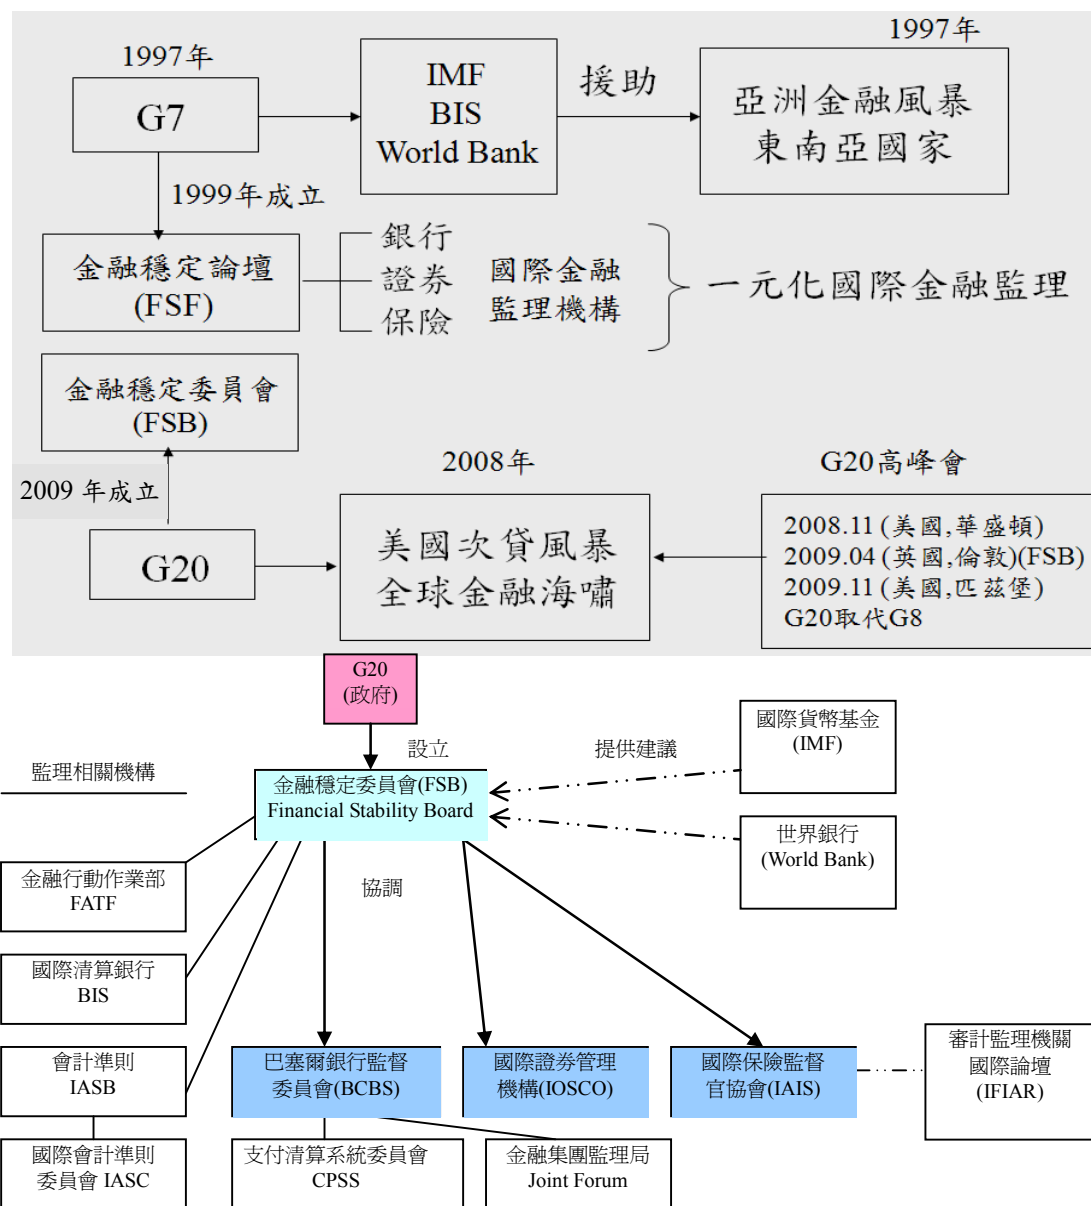 1997年
1997年
G7
IMF
BIS
World Bank
援助
亞洲金融風暴
東南亞國家
1999年成立
金融穩定論壇
(FSF)
銀行
證券
保險
國際金融
監理機構
一元化國際金融監理
金融穩定委員會
(FSB)
2009 年成立
G20
2008年
美國次貸風暴
全球金融海嘯
G20高峰會
2008.11 (美國,華盛頓)
2009.04 (英國,倫敦)(FSB)
2009.11 (美國,匹茲堡)
G20取代G8
G20
(政府)
設立
提供建議
國際貨幣基金
(IMF)
監理相關機構
金融穩定委員會(FSB)
Financial Stability Board
世界銀行
(World Bank)
協調
金融行動作業部
FATF
國際清算銀行
BIS
會計準則
IASB
巴塞爾銀行監督
委員會(BCBS)
國際證券管理
機構(IOSCO)
國際保險監督
官協會(IAIS)
審計監理機關
國際論壇
(IFIAR)
國際會計準則
委員會 IASC
支付清算系統委員會
CPSS
金融集團監理局
Joint Forum